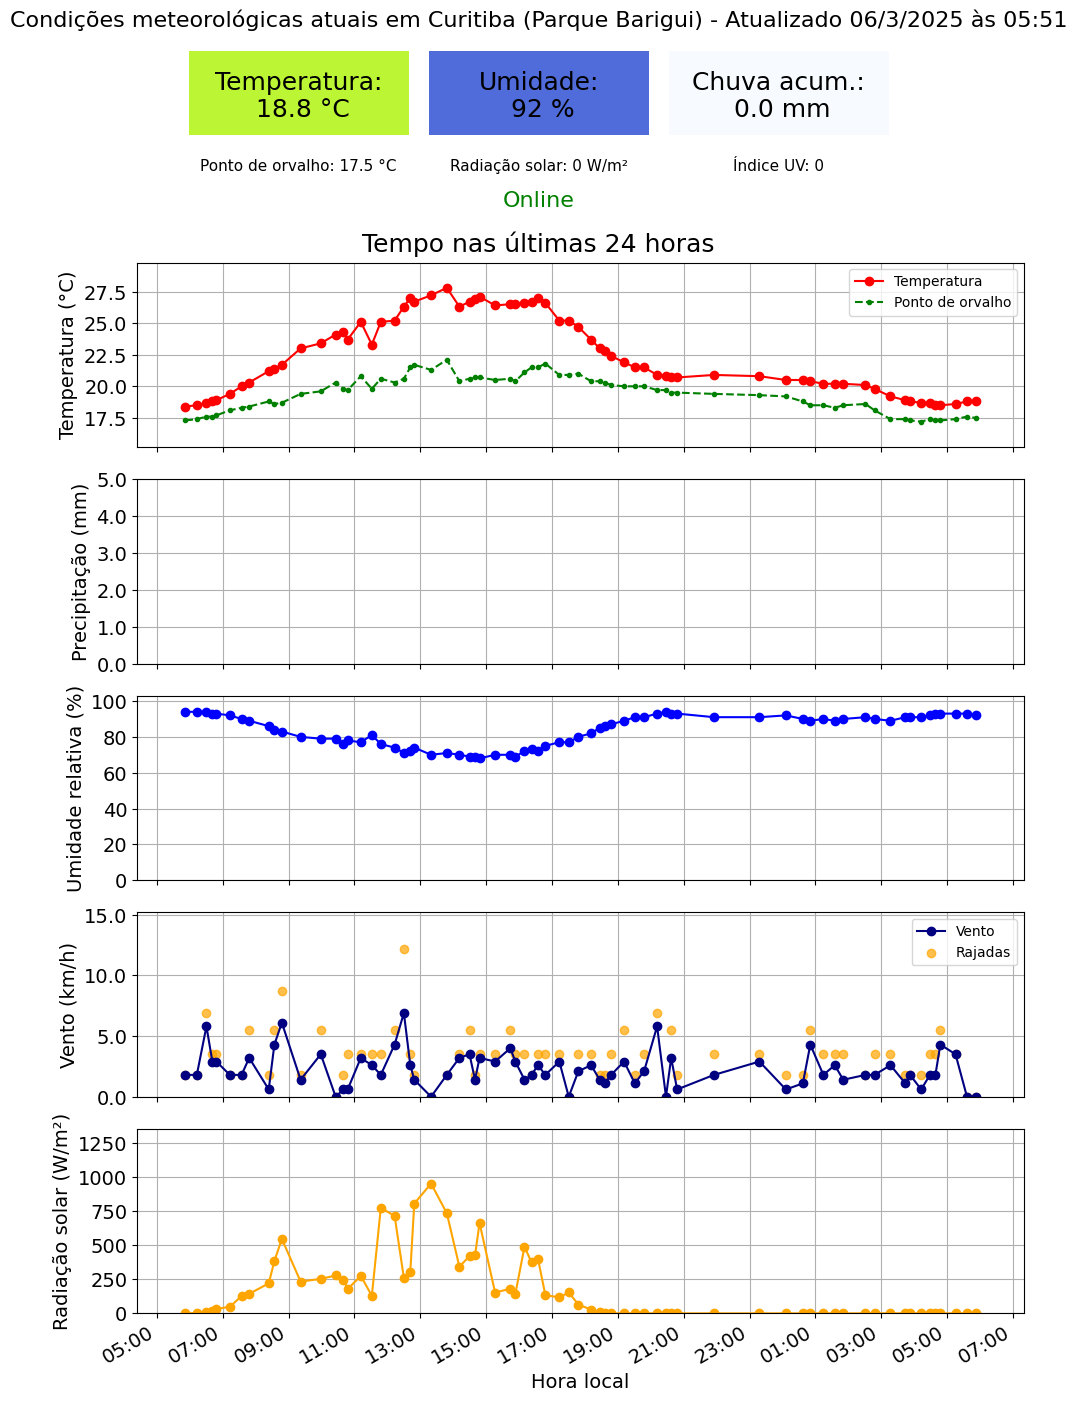 Condições meteorológicas atuais em Curitiba (Parque Barigui) - Atualizado 06/3/2025 às 05:51
Temperatura:
18.8 °C
Umidade:
92 %
Chuva acum.:
0.0 mm
Ponto de orvalho: 17.5 °C
Radiação solar: 0 W/m²
Índice UV: 0
Online
Tempo nas últimas 24 horas
Temperatura (°C)
27.5
25.0
22.5
20.0
17.5
Temperatura
Ponto de orvalho
Precipitação (mm)
5.0
4.0
3.0
2.0
1.0
0.0
Umidade relativa (%)
100
80
60
40
20
0
Vento (km/h)
15.0
10.0
5.0
0.0
Vento
Rajadas
Radiação solar (W/m²)
1250
1000
750
500
250
0
05:00
07:00
09:00
11:00
13:00
15:00
17:00
19:00
21:00
23:00
01:00
03:00
05:00
07:00
Hora local